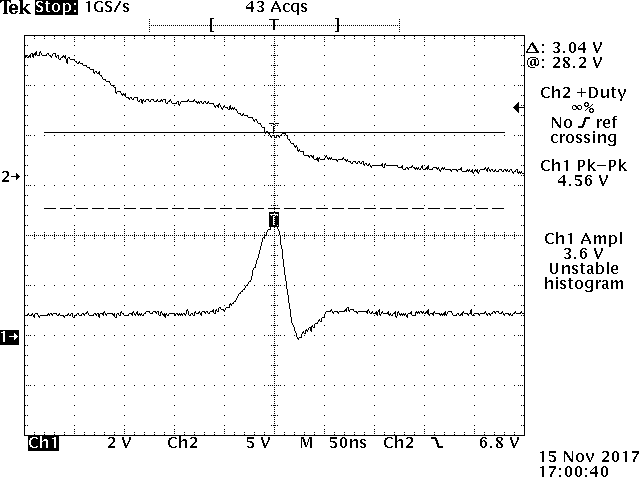 Tek Stop: 1GS/s 43 Acqs
[ T ]
Δ: 3.04 V
@: 28.2 V
Ch2 +Duty
∞%
No ƒ ref
crossing
Ch1 Pk-Pk
4.56 V
2→
T
Ch1 Ampl
3.6 V
Unstable
histogram
1→
Ch1 2 V Ch2 5 V M 50ns Ch2 ꔪ 6.8 V
15 Nov 2017
17:00:40